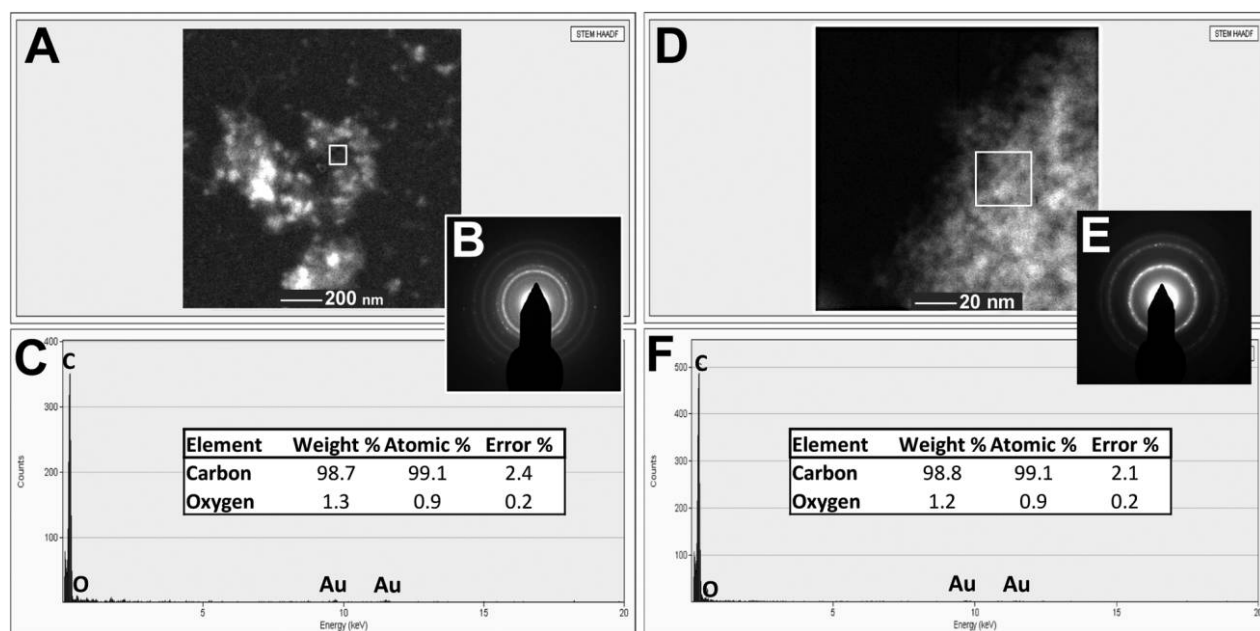 A
STEM HAADF
200 nm
B
C
400
300
200
100
Counts
C
O
Au
Au
5
10
15
20
Energy (keV)
Element Weight % Atomic % Error %
Carbon 98.7 99.1 2.4
Oxygen 1.3 0.9 0.2
D
STEM HAADF
20 nm
E
F
500
400
300
200
100
Counts
C
O
Au
Au
5
10
15
20
Energy (keV)
Element Weight % Atomic % Error %
Carbon 98.8 99.1 2.1
Oxygen 1.2 0.9 0.2